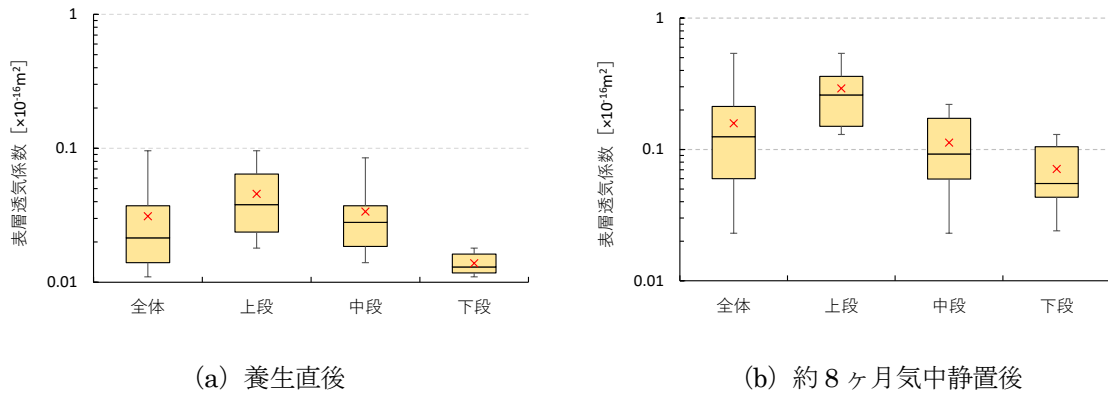 表層透気係数［×10⁻¹⁶m²］
1
0.1
0.01
全体 上段 中段 下段
(a) 養生直後
表層透気係数［×10⁻¹⁶m²］
1
0.1
0.01
全体 上段 中段 下段
(b) 約８ヶ月気中静置後